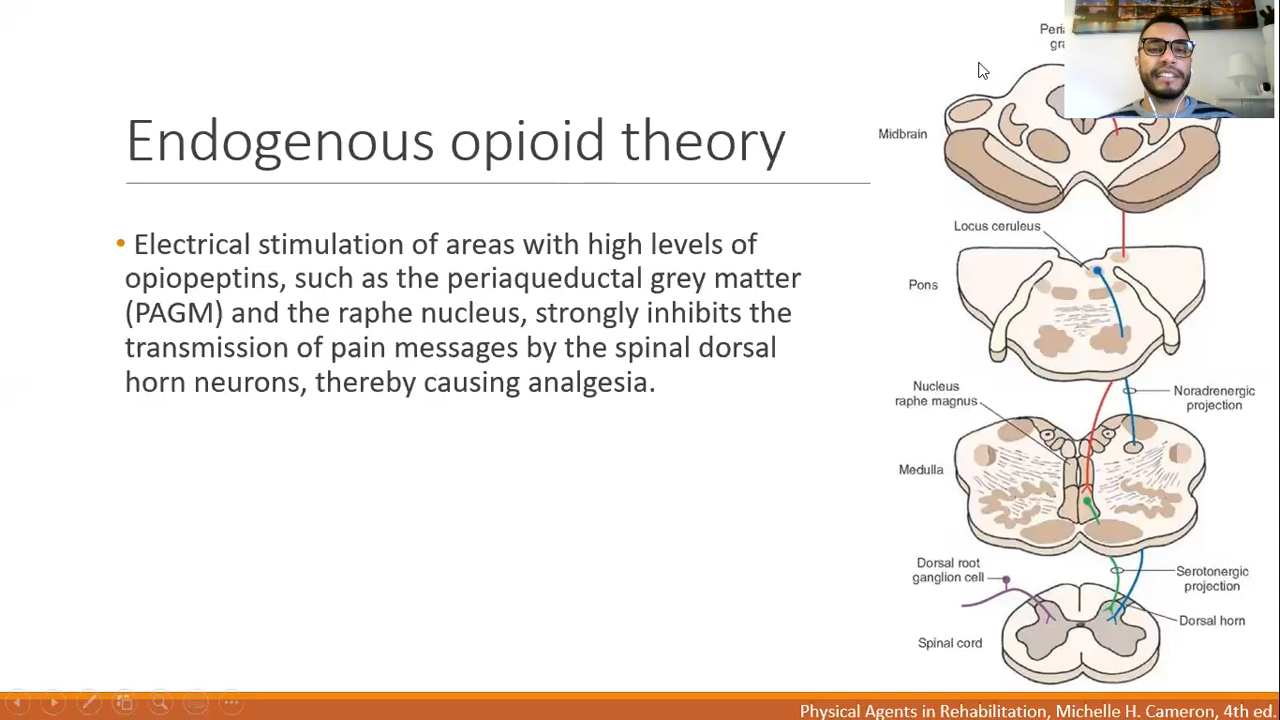 Endogenous opioid theory
• Electrical stimulation of areas with high levels of
opiopeptins, such as the periaqueductal grey matter
(PAGM) and the raphe nucleus, strongly inhibits the
transmission of pain messages by the spinal dorsal
horn neurons, thereby causing analgesia.
Midbrain
Locus ceruleus
Pons
Nucleus
raphe magnus
Noradrenergic
projection
Medulla
Dorsal root
ganglion cell
Serotonergic
projection
Dorsal horn
Spinal cord
Physical Agents in Rehabilitation, Michelle H. Cameron, 4th ed.